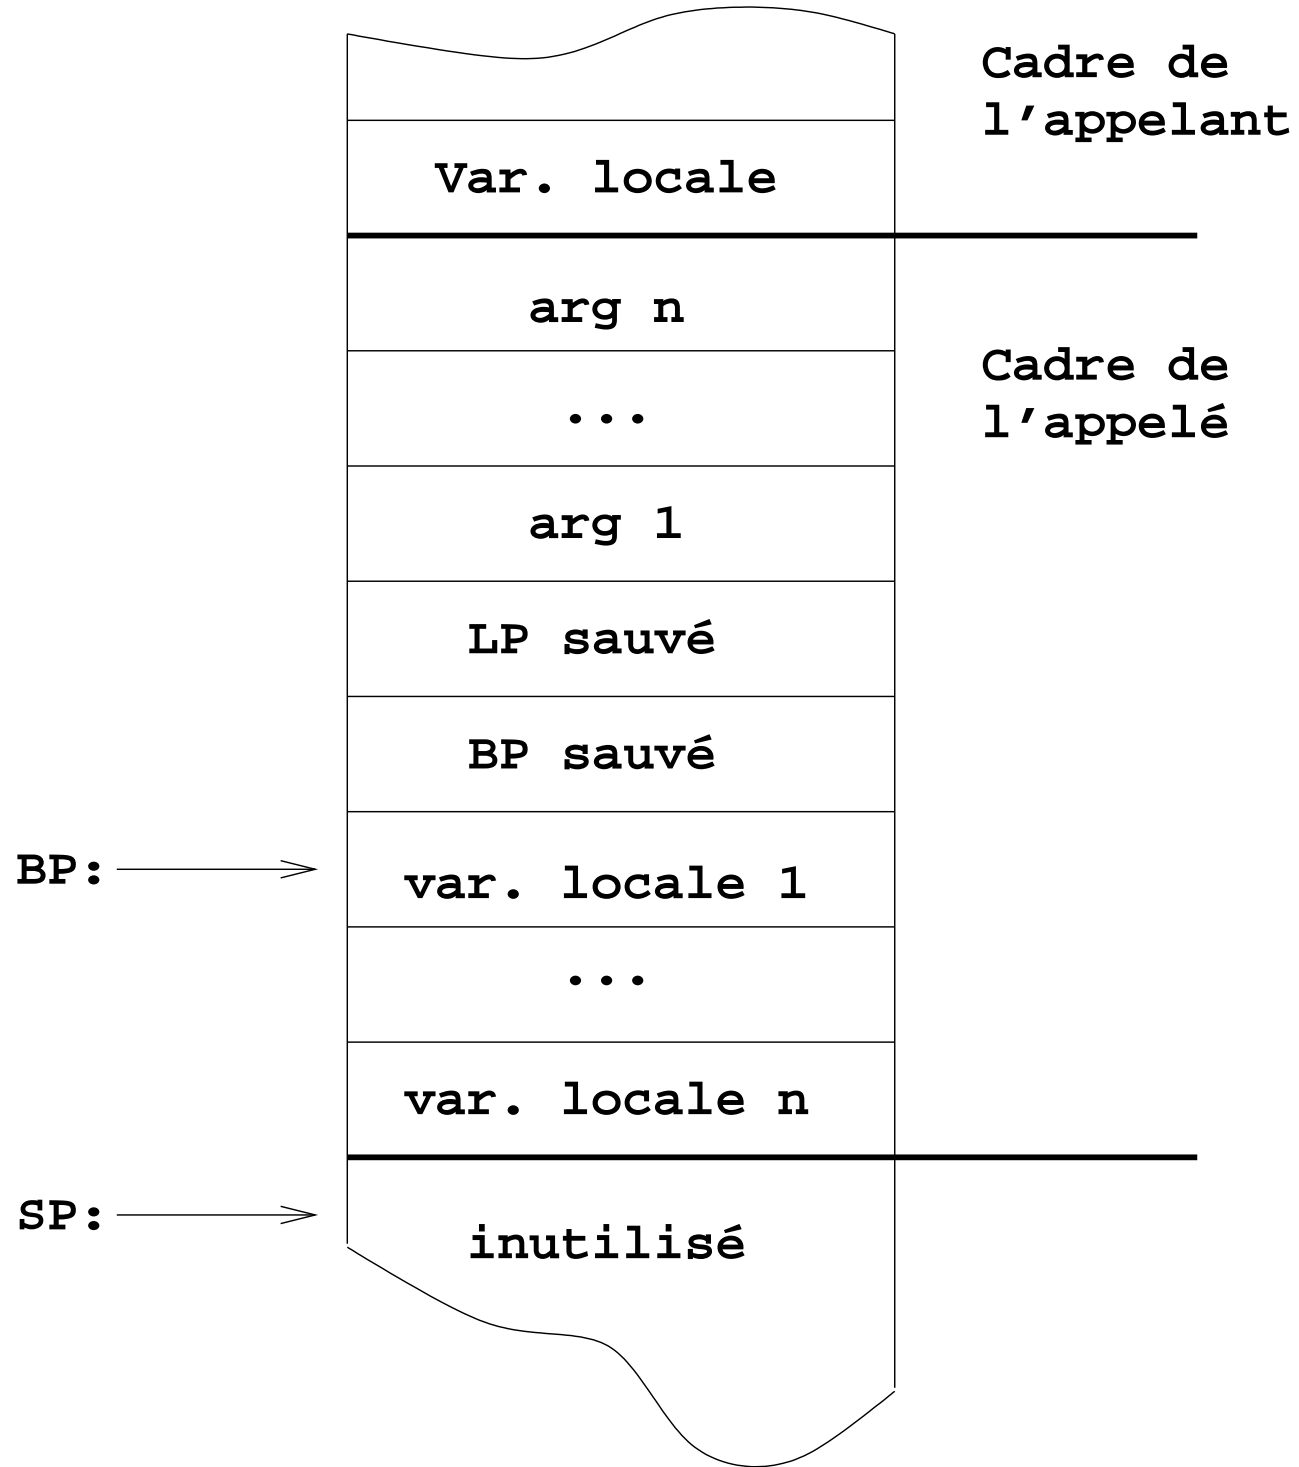 Cadre de
l'appelant
Var. locale
arg n
...
Cadre de
l'appelé
arg 1
LP sauvé
BP sauvé
BP:
var. locale 1
...
var. locale n
SP:
inutilisé